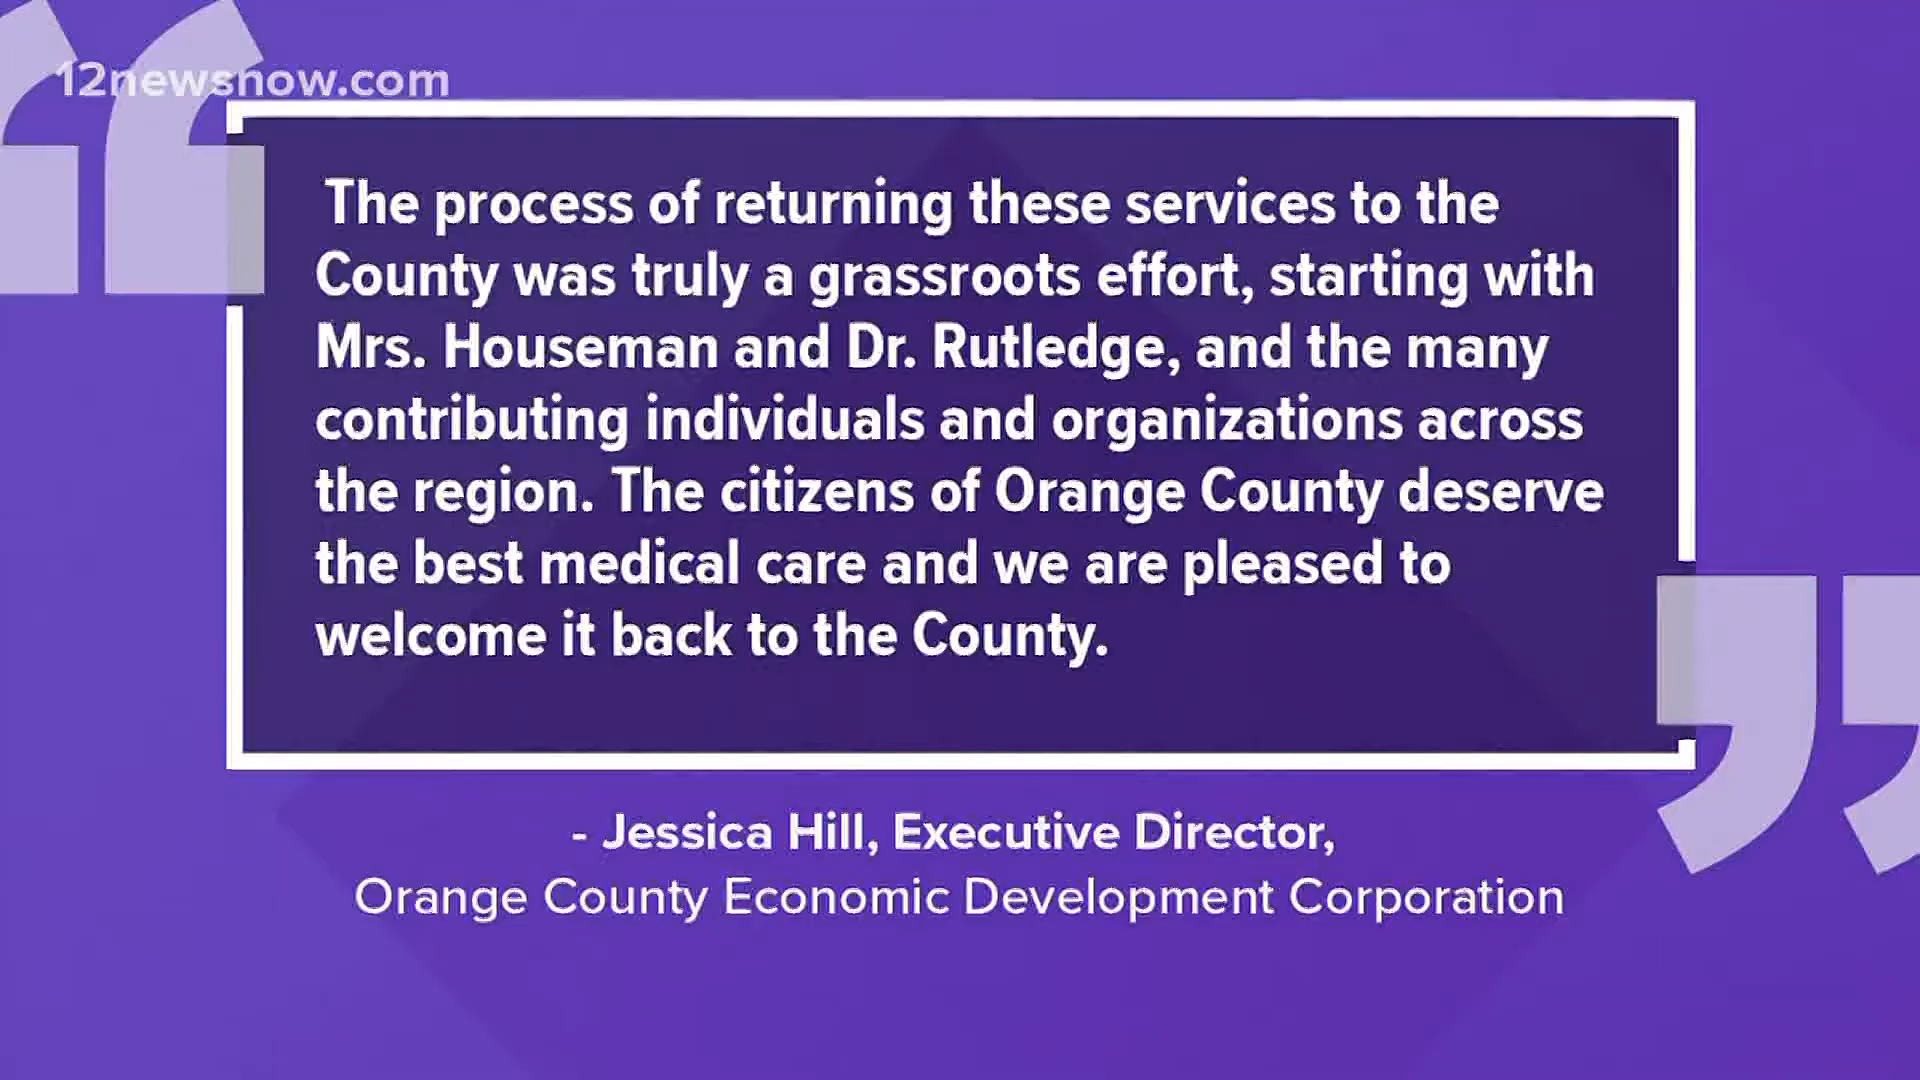 12newsnow.com
The process of returning these services to the
County was truly a grassroots effort, starting with
Mrs. Houseman and Dr. Rutledge, and the many
contributing individuals and organizations across
the region. The citizens of Orange County deserve
the best medical care and we are pleased to
welcome it back to the County.
- Jessica Hill, Executive Director,
Orange County Economic Development Corporation